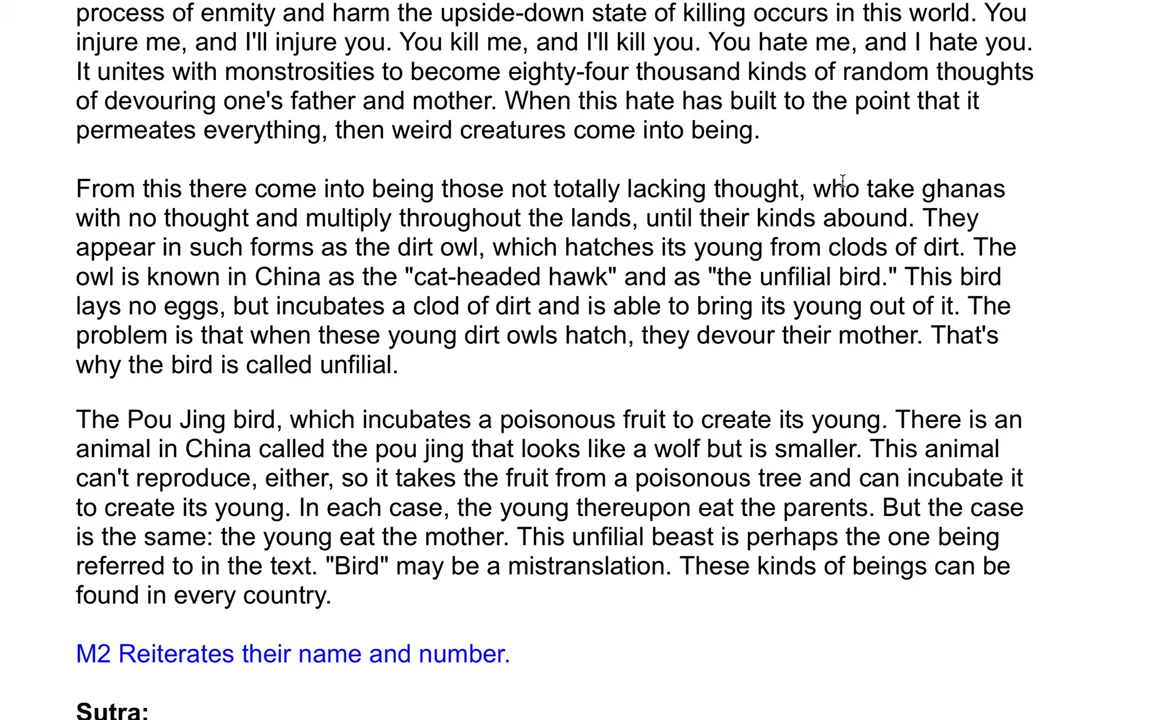 process of enmity and harm the upside-down state of killing occurs in this world. You
injure me, and I'll injure you. You kill me, and I'll kill you. You hate me, and I hate you.
It unites with monstrosities to become eighty-four thousand kinds of random thoughts
of devouring one's father and mother. When this hate has built to the point that it
permeates everything, then weird creatures come into being.
From this there come into being those not totally lacking thought, who take ghanas
with no thought and multiply throughout the lands, until their kinds abound. They
appear in such forms as the dirt owl, which hatches its young from clods of dirt. The
owl is known in China as the "cat-headed hawk" and as "the unfilial bird." This bird
lays no eggs, but incubates a clod of dirt and is able to bring its young out of it. The
problem is that when these young dirt owls hatch, they devour their mother. That's
why the bird is called unfilial.
The Pou Jing bird, which incubates a poisonous fruit to create its young. There is an
animal in China called the pou jing that looks like a wolf but is smaller. This animal
can't reproduce, either, so it takes the fruit from a poisonous tree and can incubate it
to create its young. In each case, the young thereupon eat the parents. But the case
is the same: the young eat the mother. This unfilial beast is perhaps the one being
referred to in the text. "Bird" may be a mistranslation. These kinds of beings can be
found in every country.
M2 Reiterates their name and number.
Sutra: